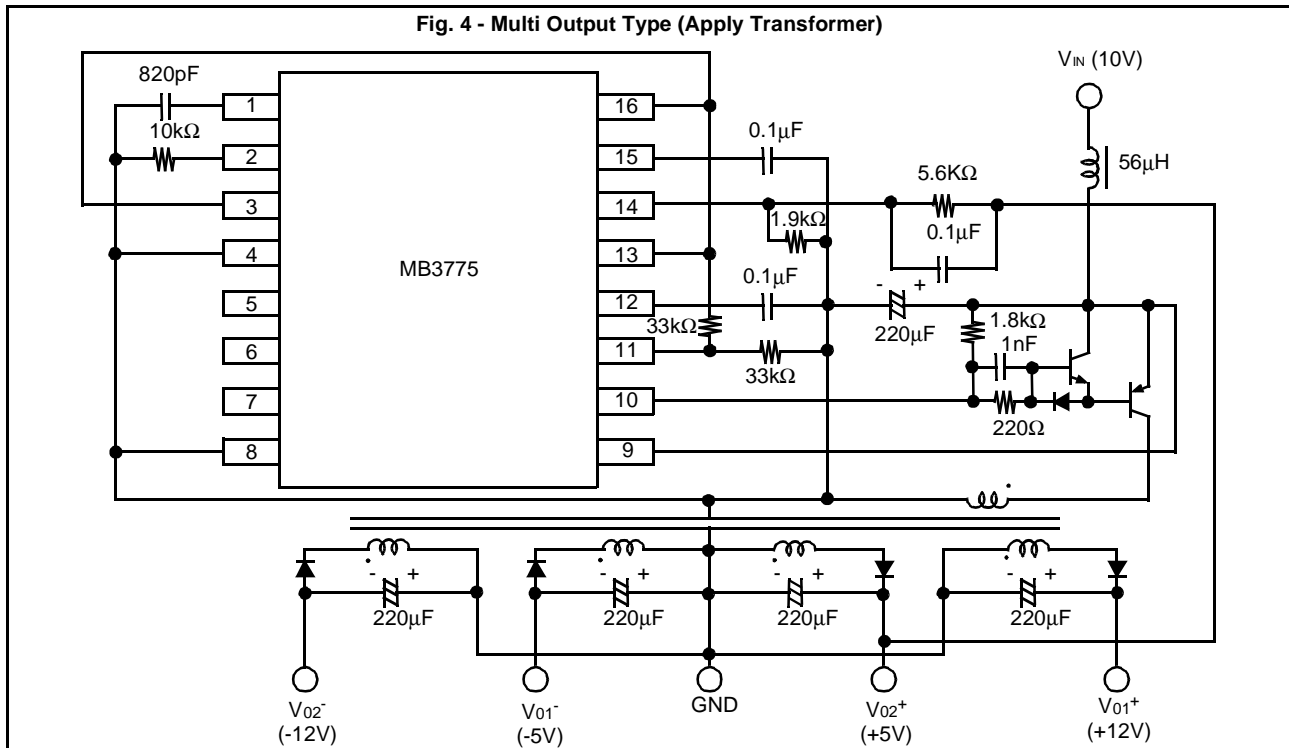 Fig. 4 - Multi Output Type (Apply Transformer)
VIN (10V)
820pF
10kΩ
1
2
3
4
5
6
7
8
MB3775
16
15
14
13
12
11
10
9
0.1µF
5.6KΩ
56µH
1.9kΩ
0.1µF
0.1µF
- +
33kΩ
220µF
1.8kΩ
1nF
33kΩ
220Ω
- +
220µF
- +
220µF
- +
220µF
- +
220µF
V02-
(-12V)
V01-
(-5V)
GND
V02+
(+5V)
V01+
(+12V)